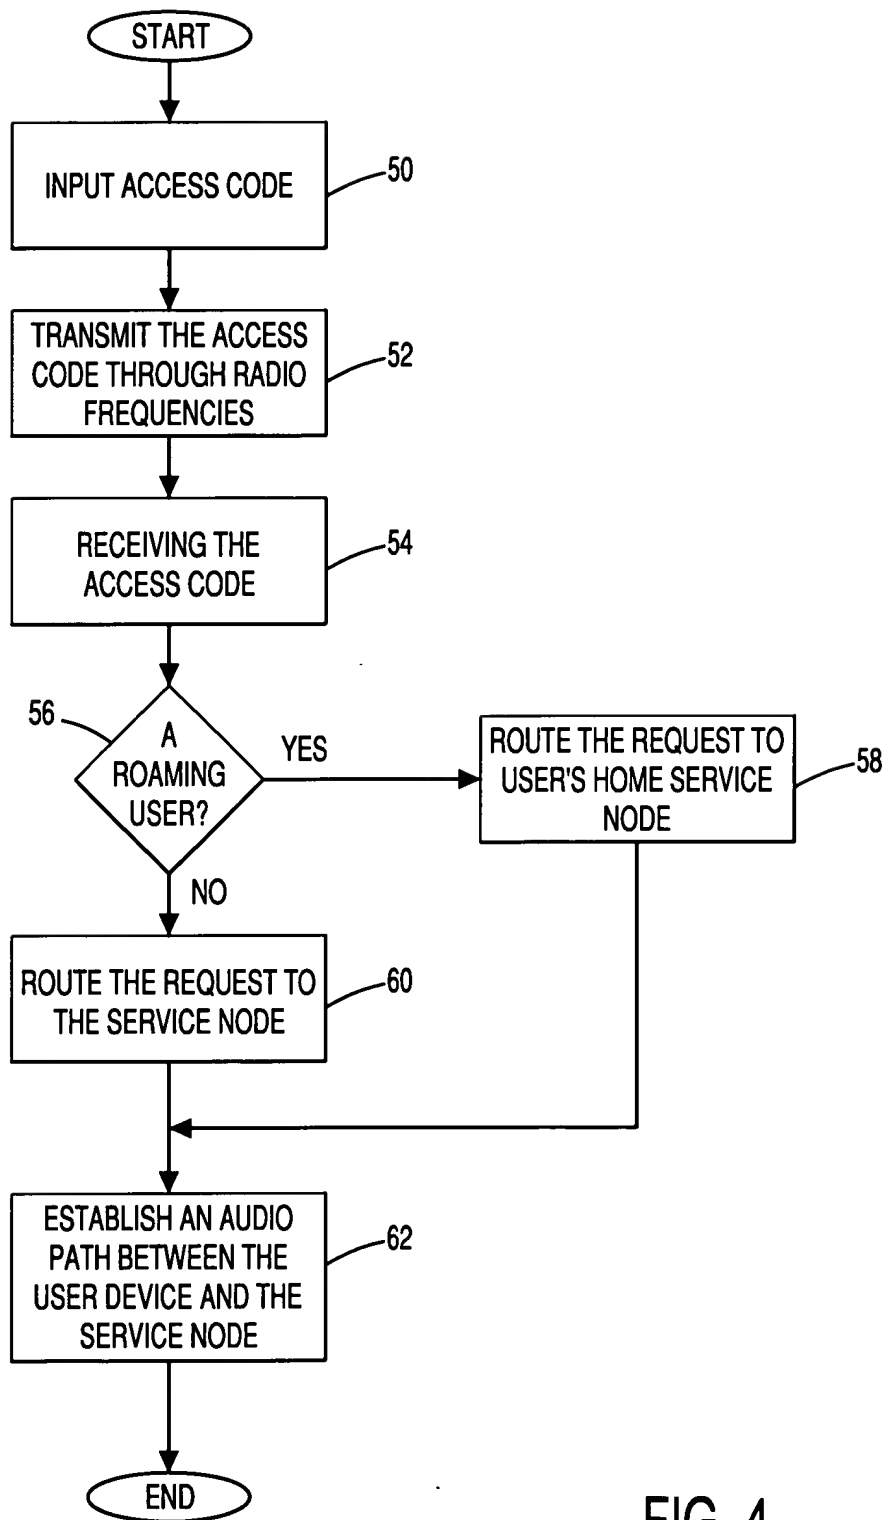 START
INPUT ACCESS CODE
50
TRANSMIT THE ACCESS
CODE THROUGH RADIO
FREQUENCIES
52
RECEIVING THE
ACCESS CODE
54
56
A
ROAMING
USER?
YES
ROUTE THE REQUEST TO
USER'S HOME SERVICE
NODE
58
NO
ROUTE THE REQUEST TO
THE SERVICE NODE
60
ESTABLISH AN AUDIO
PATH BETWEEN THE
USER DEVICE AND THE
SERVICE NODE
62
END
FIG. 4